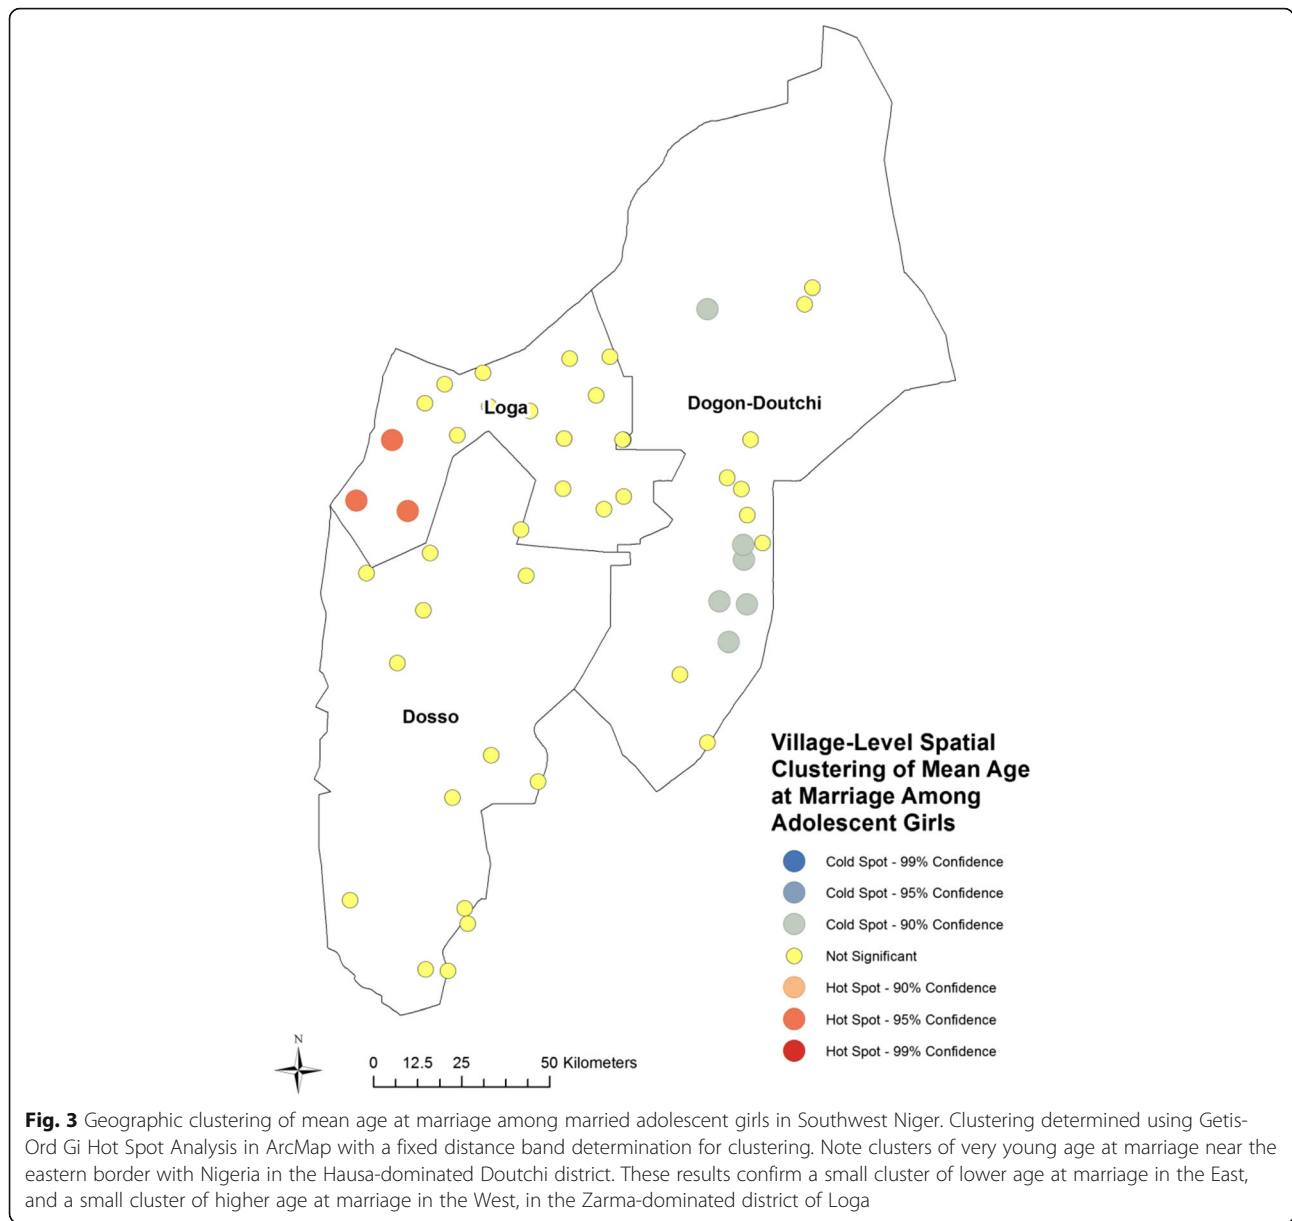 Loga
Dogon-Doutchi
Dosso
Village-Level Spatial
Clustering of Mean Age
at Marriage Among
Adolescent Girls
Cold Spot - 99% Confidence
Cold Spot - 95% Confidence
Cold Spot - 90% Confidence
Not Significant
Hot Spot - 90% Confidence
Hot Spot - 95% Confidence
Hot Spot - 99% Confidence
N
0 12.5 25 50 Kilometers
Fig. 3 Geographic clustering of mean age at marriage among married adolescent girls in Southwest Niger. Clustering determined using Getis-
Ord Gi Hot Spot Analysis in ArcMap with a fixed distance band determination for clustering. Note clusters of very young age at marriage near the
eastern border with Nigeria in the Hausa-dominated Doutchi district. These results confirm a small cluster of lower age at marriage in the East,
and a small cluster of higher age at marriage in the West, in the Zarma-dominated district of Loga